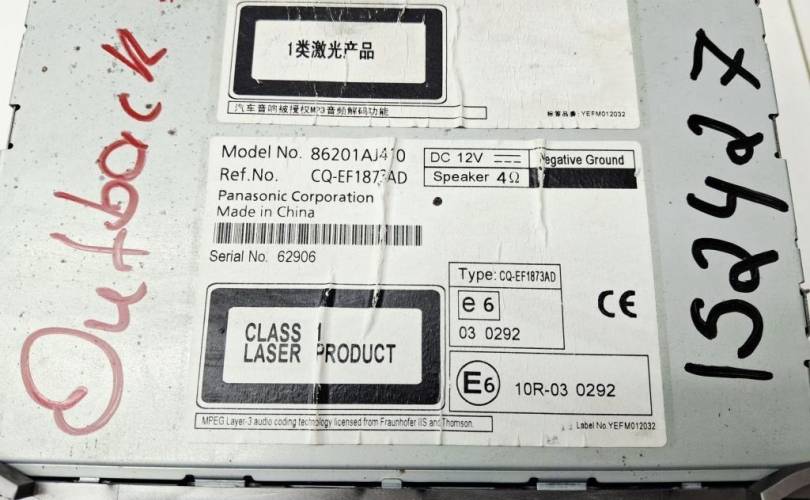 1类激光产品
汽车音响被授权MP3音频解码功能
标签品番:YEFM012032
Model No. 86201AJ410
Ref.No. CQ-EF1873AD
DC 12V
Negative Ground
Speaker 4Ω
Panasonic Corporation
Made in China
Serial No. 62906
Type: CQ-EF1873AD
e 6
03 0292
CE
CLASS 1
LASER PRODUCT
E6
10R-03 0292
MPEG Layer-3 audio coding technology licensed from Fraunhofer IIS and Thomson.
Label No.YEFM012032
Outback
152427